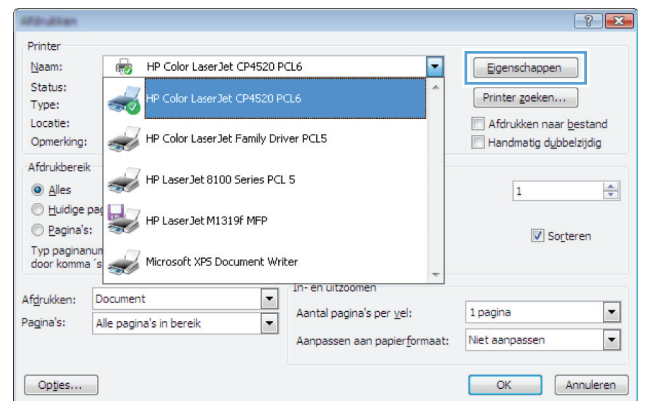 Afdrukken
Printer
Naam: HP Color LaserJet CP4520 PCL6
Eigenschappen
Status:
HP Color LaserJet CP4520 PCL6
Printer zoeken...
Type:
Locatie:
Afdrukken naar bestand
Opmerking:
HP Color LaserJet Family Driver PCL5
Handmatig dubbelzijdig
Afdrukbereik
HP LaserJet 8100 Series PCL 5
Alles
1
Huidige pag
HP LaserJet M1319f MFP
Pagina's:
Sorteren
Typ paginanum
door komma 's
Microsoft XPS Document Writer
In- en uitzoomen
Afdrukken: Document
Aantal pagina's per vel: 1 pagina
Pagina's: Alle pagina's in bereik
Aanpassen aan papierformaat: Niet aanpassen
Opties...
OK
Annuleren